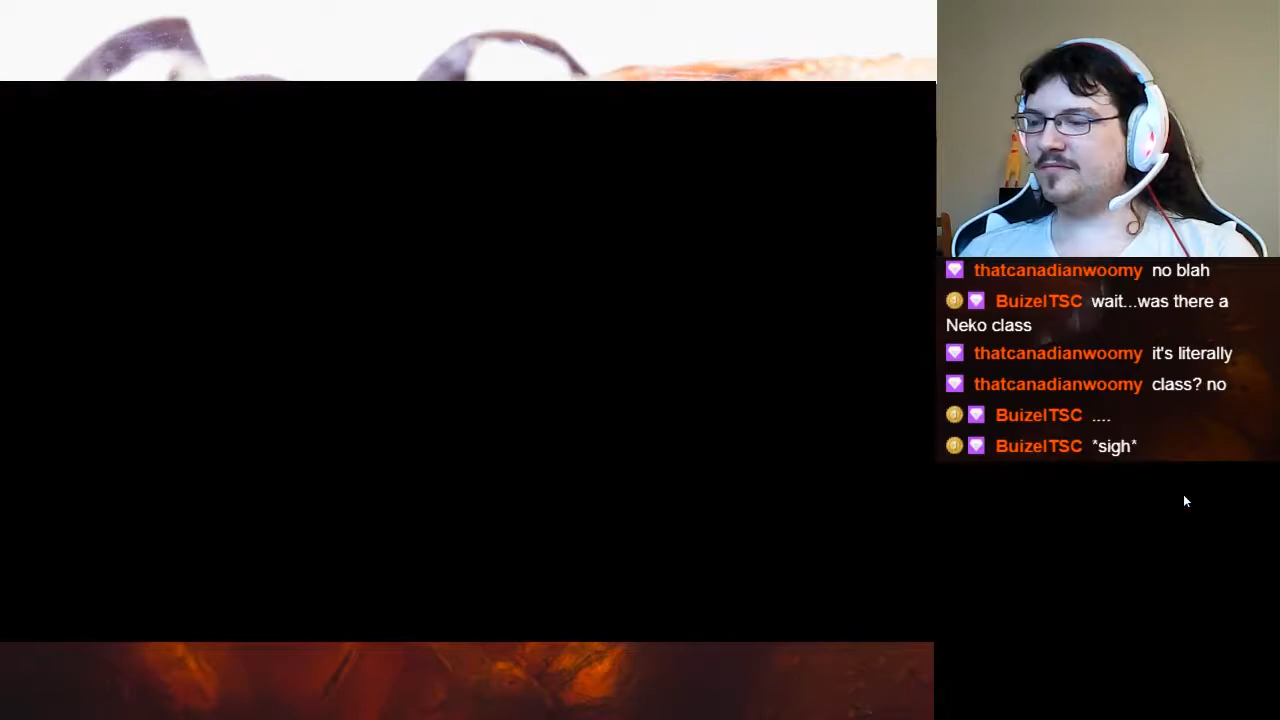 thatcanadianwoomy no blah
BuizelTSC wait...was there a
Neko class
thatcanadianwoomy it's literally
thatcanadianwoomy class? no
BuizelTSC ....
BuizelTSC *sigh*